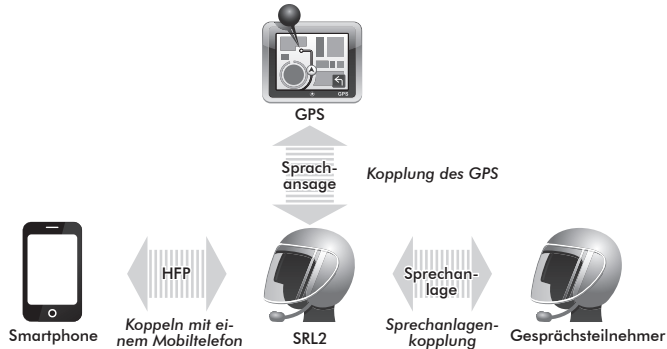 GPS
GPS
Sprach-
ansage
Kopplung des GPS
HFP
Sprechan-
lage
Smartphone
Koppeln mit ei-
nem Mobiltelefon
SRL2
Sprechanlagen-
kopplung
Gesprächsteilnehmer